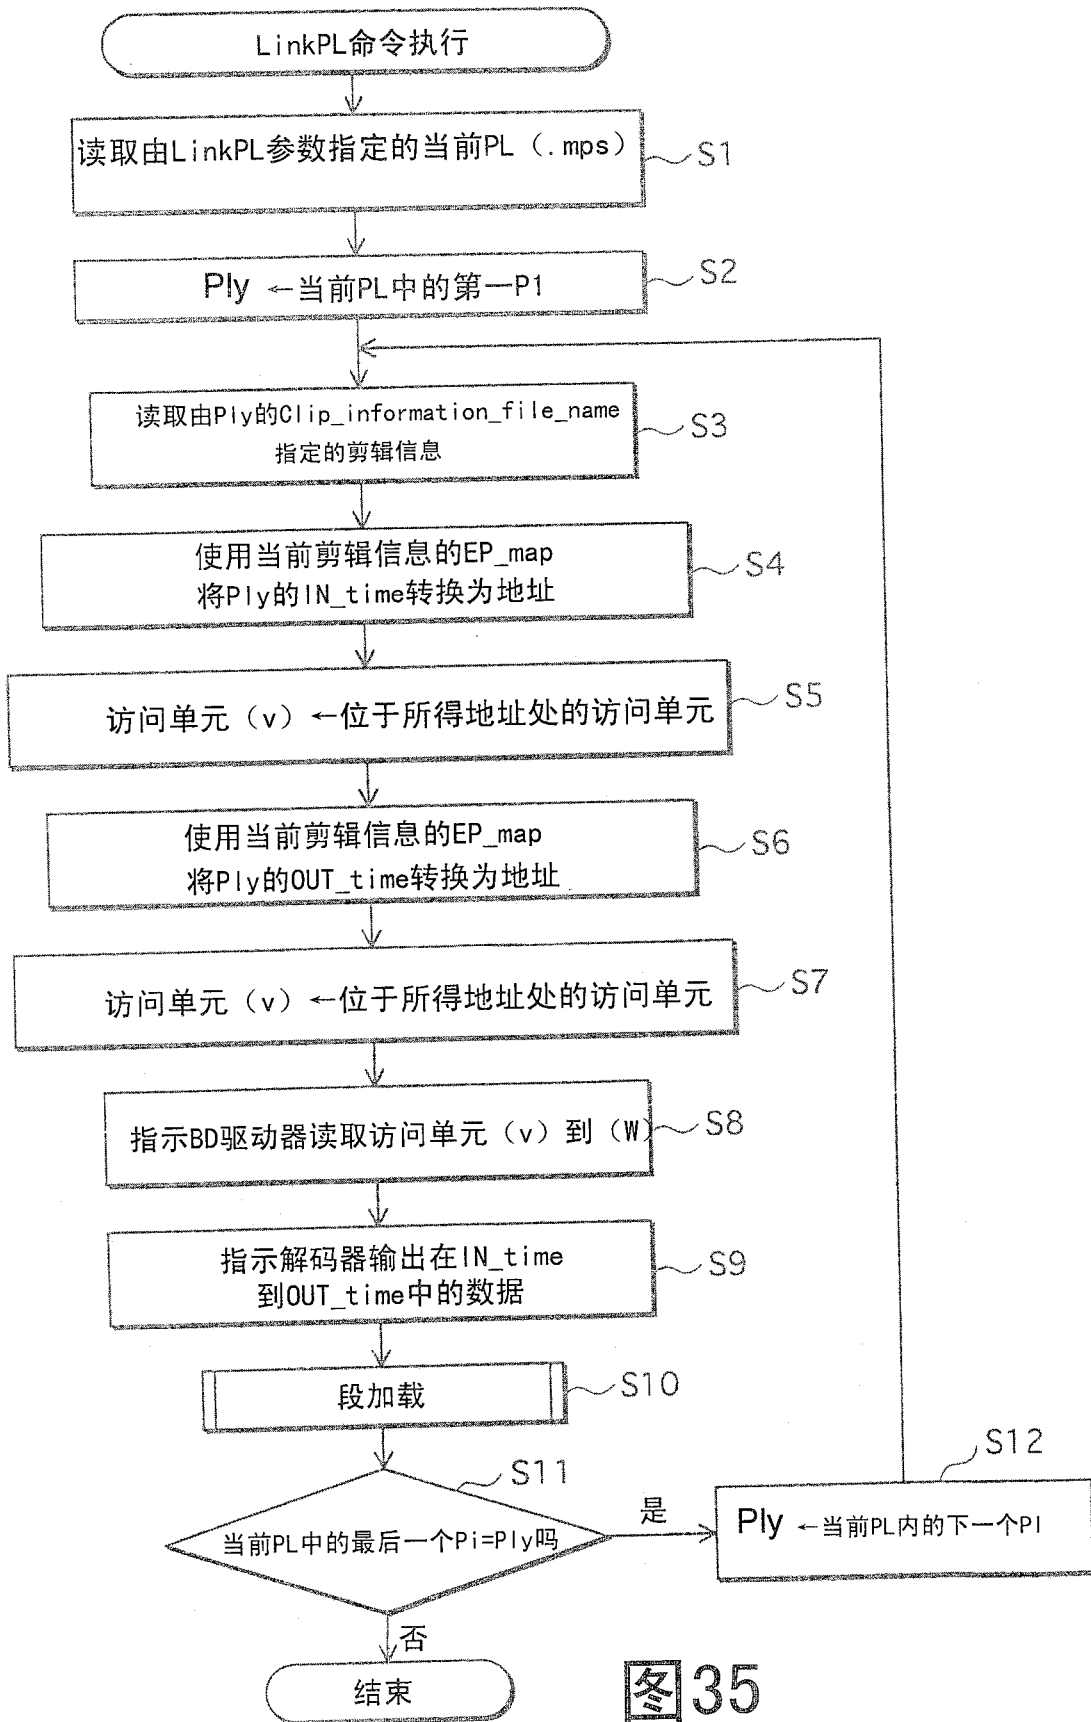 LinkPL命令执行
读取由LinkPL参数指定的当前PL（.mps）
S1
Ply ←当前PL中的第一P1
S2
读取由Ply的Clip_information_file_name
指定的剪辑信息
S3
使用当前剪辑信息的EP_map
将Ply的IN_time转换为地址
S4
访问单元（v）←位于所得地址处的访问单元
S5
使用当前剪辑信息的EP_map
将Ply的OUT_time转换为地址
S6
访问单元（v）←位于所得地址处的访问单元
S7
指示BD驱动器读取访问单元（v）到（W）
S8
指示解码器输出在IN_time
到OUT_time中的数据
S9
段加载
S10
当前PL中的最后一个Pi=Ply吗
S11
是
Ply ←当前PL内的下一个PI
S12
否
结束
图35